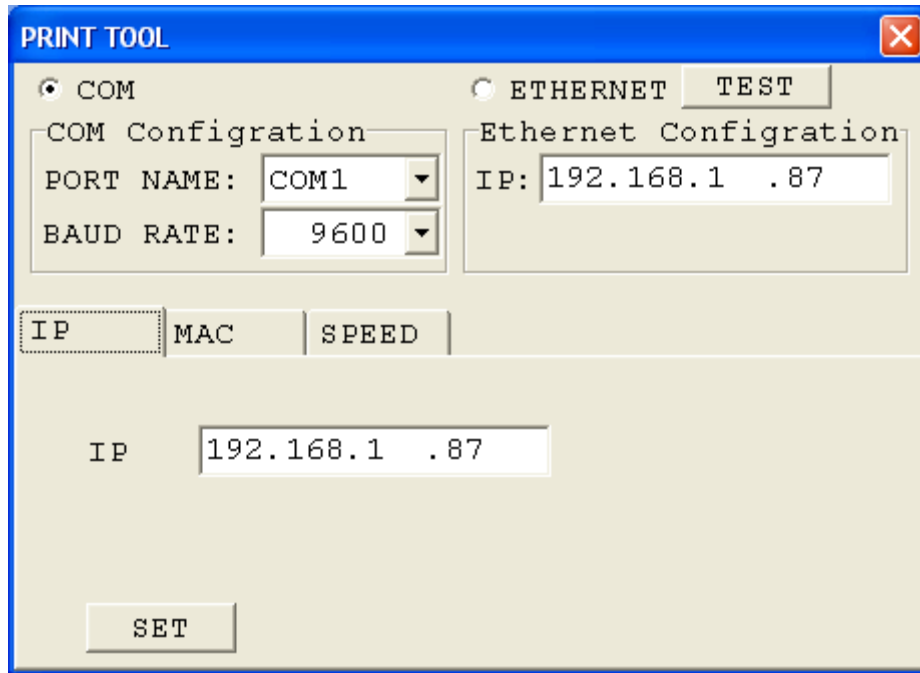 PRINT TOOL
COM
ETHERNET TEST
COM Configration
Ethernet Configration
PORT NAME: COM1
IP: 192.168.1 .87
BAUD RATE: 9600
IP MAC SPEED
IP 192.168.1 .87
SET